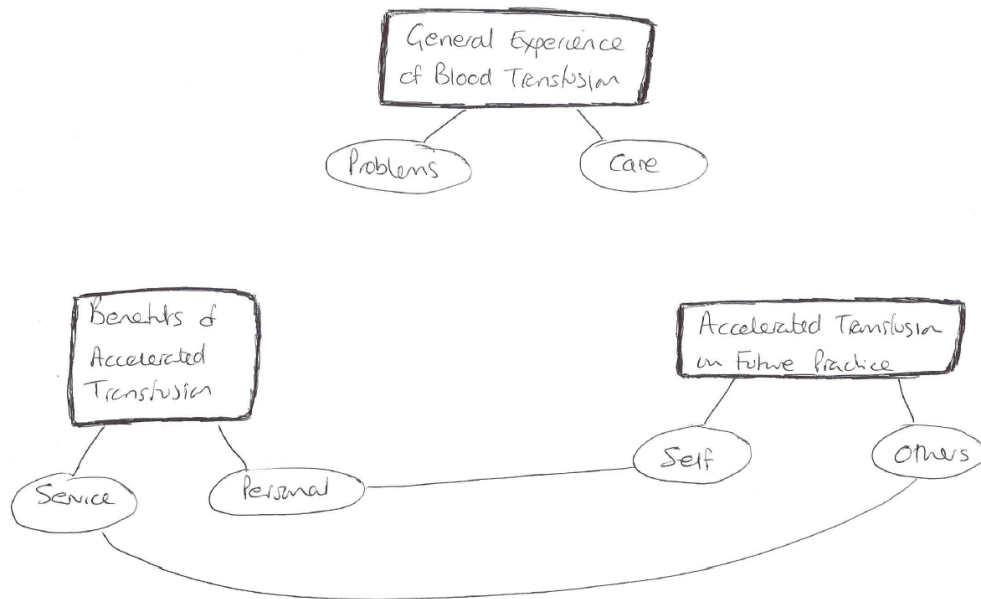 General Experience
of Blood Transfusion
Problems
Care
Benefits of
Accelerated
Transfusion
Accelerated Transfusion
on Future Practice
Self
Others
Service
Personal